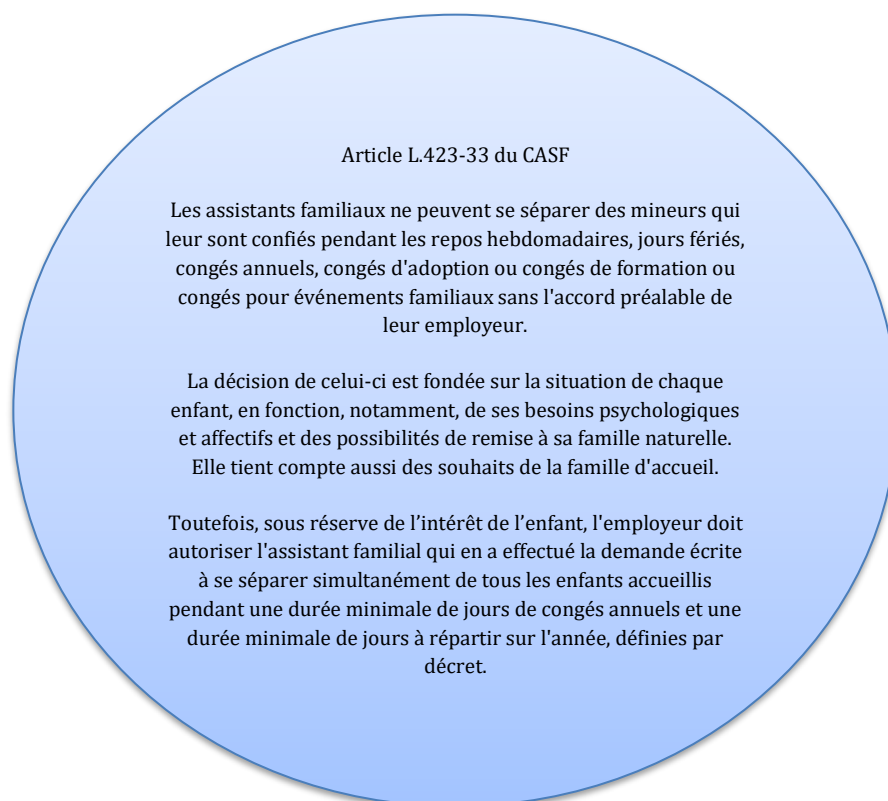 Article L.423-33 du CASF
Les assistants familiaux ne peuvent se séparer des mineurs qui
leur sont confiés pendant les repos hebdomadaires, jours fériés,
congés annuels, congés d'adoption ou congés de formation ou
congés pour événements familiaux sans l'accord préalable de
leur employeur.
La décision de celui-ci est fondée sur la situation de chaque
enfant, en fonction, notamment, de ses besoins psychologiques
et affectifs et des possibilités de remise à sa famille naturelle.
Elle tient compte aussi des souhaits de la famille d'accueil.
Toutefois, sous réserve de l’intérêt de l’enfant, l'employeur doit
autoriser l'assistant familial qui en a effectué la demande écrite
à se séparer simultanément de tous les enfants accueillis
pendant une durée minimale de jours de congés annuels et une
durée minimale de jours à répartir sur l'année, définies par
décret.